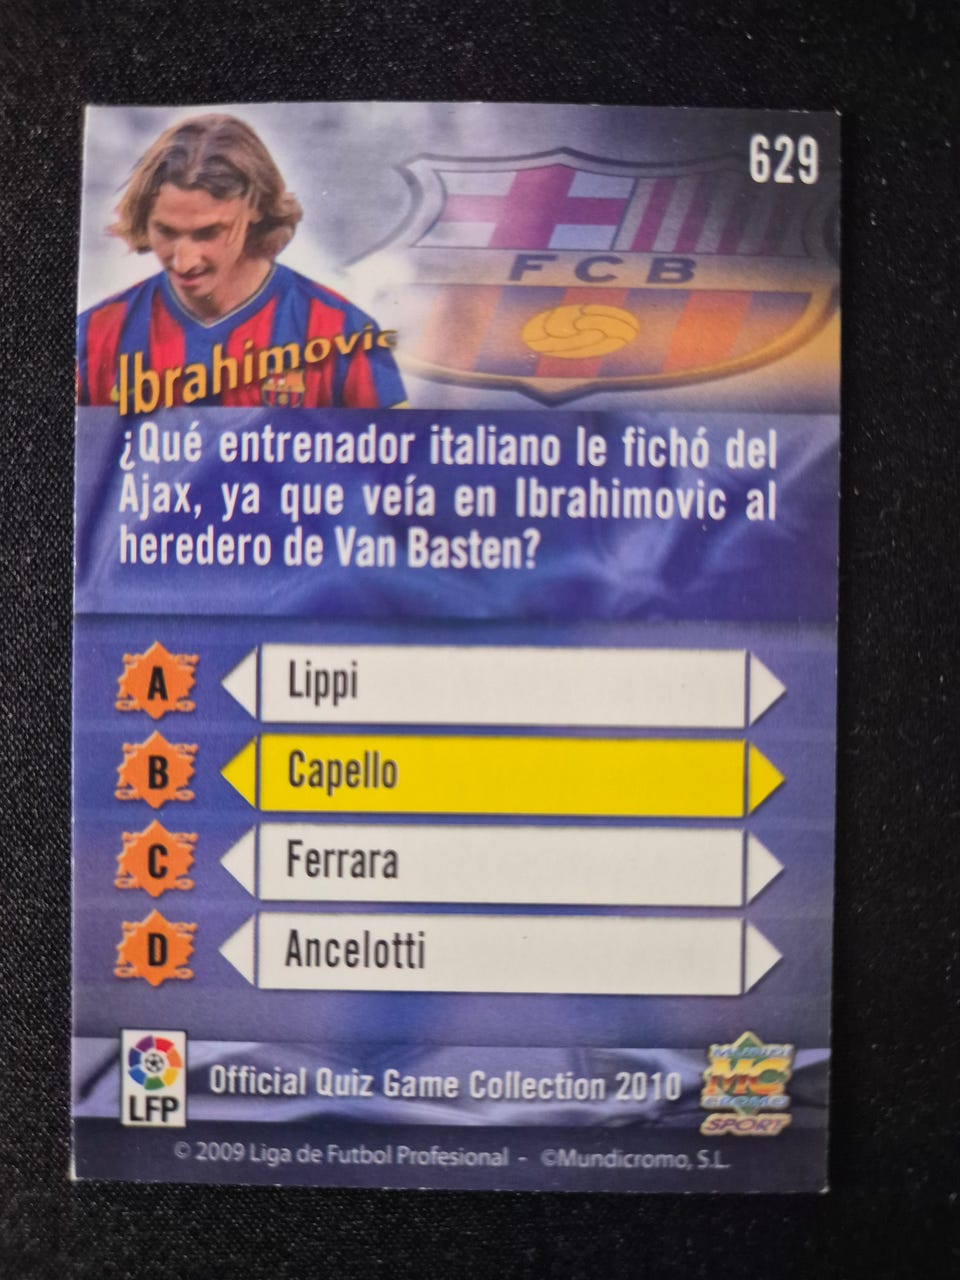 629
FCB
Ibrahimovic
¿Qué entrenador italiano le fichó del
Ajax, ya que veía en Ibrahimovic al
heredero de Van Basten?
A Lippi
B Capello
C Ferrara
D Ancelotti
LFP
Official Quiz Game Collection 2010
MUNDI
MC
CROMO
SPORT
© 2009 Liga de Futbol Profesional - ©Mundicromo, S.L.